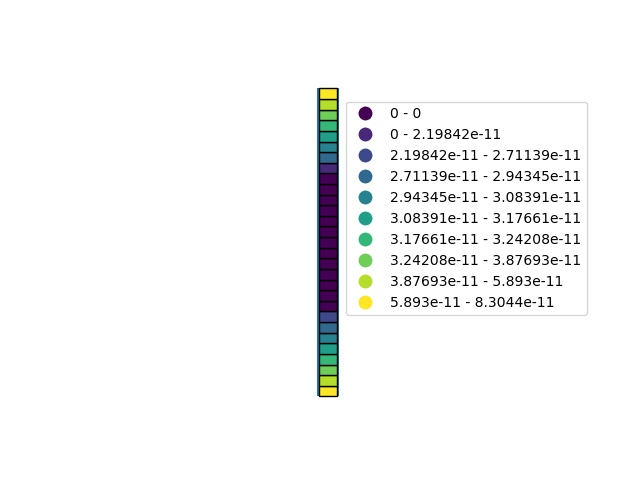 0 - 0
0 - 2.19842e-11
2.19842e-11 - 2.71139e-11
2.71139e-11 - 2.94345e-11
2.94345e-11 - 3.08391e-11
3.08391e-11 - 3.17661e-11
3.17661e-11 - 3.24208e-11
3.24208e-11 - 3.87693e-11
3.87693e-11 - 5.893e-11
5.893e-11 - 8.3044e-11